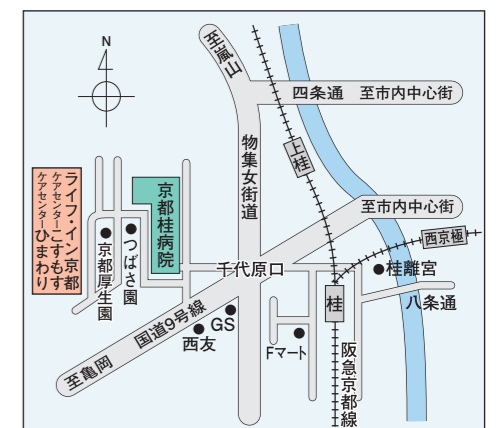 N
至嵐山
四条通 至市内中心街
物集女街道
上桂
至市内中心街
西京極
ライフ・イン京都
ケアセンターこすもす
ケアセンターひまわり
京都桂病院
つばさ園
京都厚生園
千代原口
桂離宮
桂
八条通
GS
西友
国道9号線
至亀岡
Fマート
阪急京都線